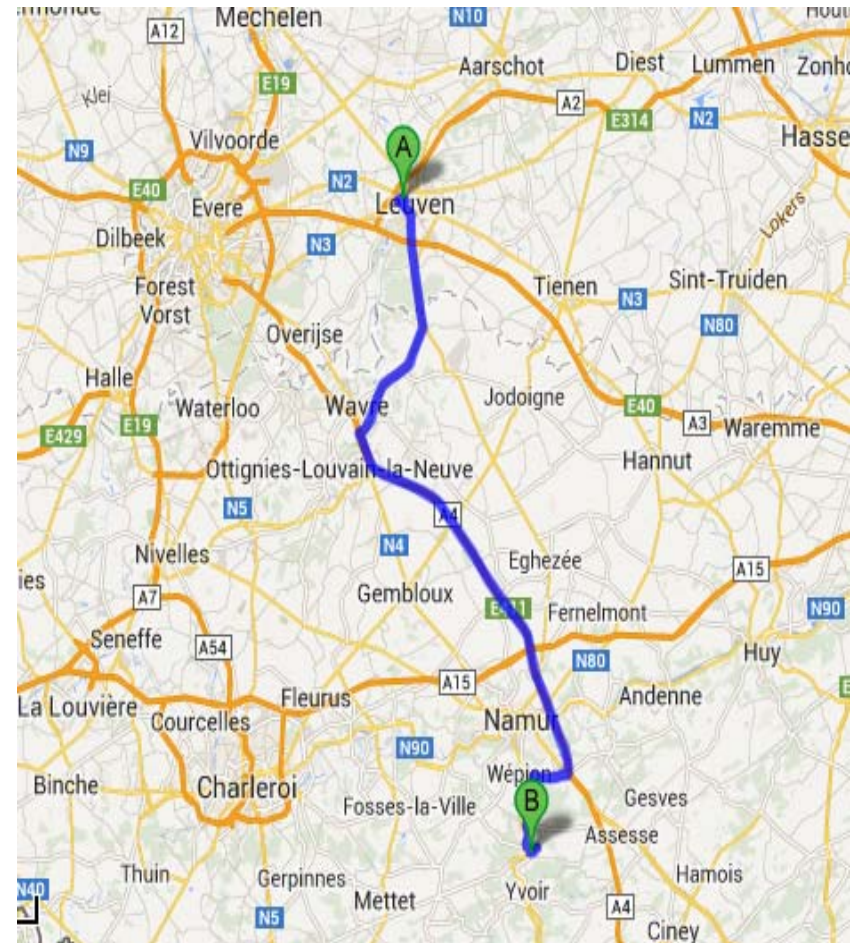 Mechelen
N10
A12
Aarschot
Diest
Lummen
E19
Klei
A2
Vilvoorde
E314
N2
Hasse
N9
A
N2
E40
Evere
Leuven
Lokers
Dilbeek
N3
Forest
Vorst
Tienen
Sint-Truiden
N3
Overijse
N80
Halle
Waterloo
Wavre
Jodoigne
E40
E19
A3
Waremme
E429
Ottignies-Louvain-la-Neuve
Hannut
N5
A4
N4
Nivelles
Eghezée
A15
ies
Gembloux
A7
Fernelmont
N90
Seneffe
A54
N80
Huy
A15
Fleurus
Andenne
La Louvière
Courcelles
Namur
N90
Wépion
Binche
Charleroi
B
Gesves
Fosses-la-Ville
Assesse
Thuin
Gerpinnes
Hamois
N40
Mettet
Yvoir
N5
A4
Ciney